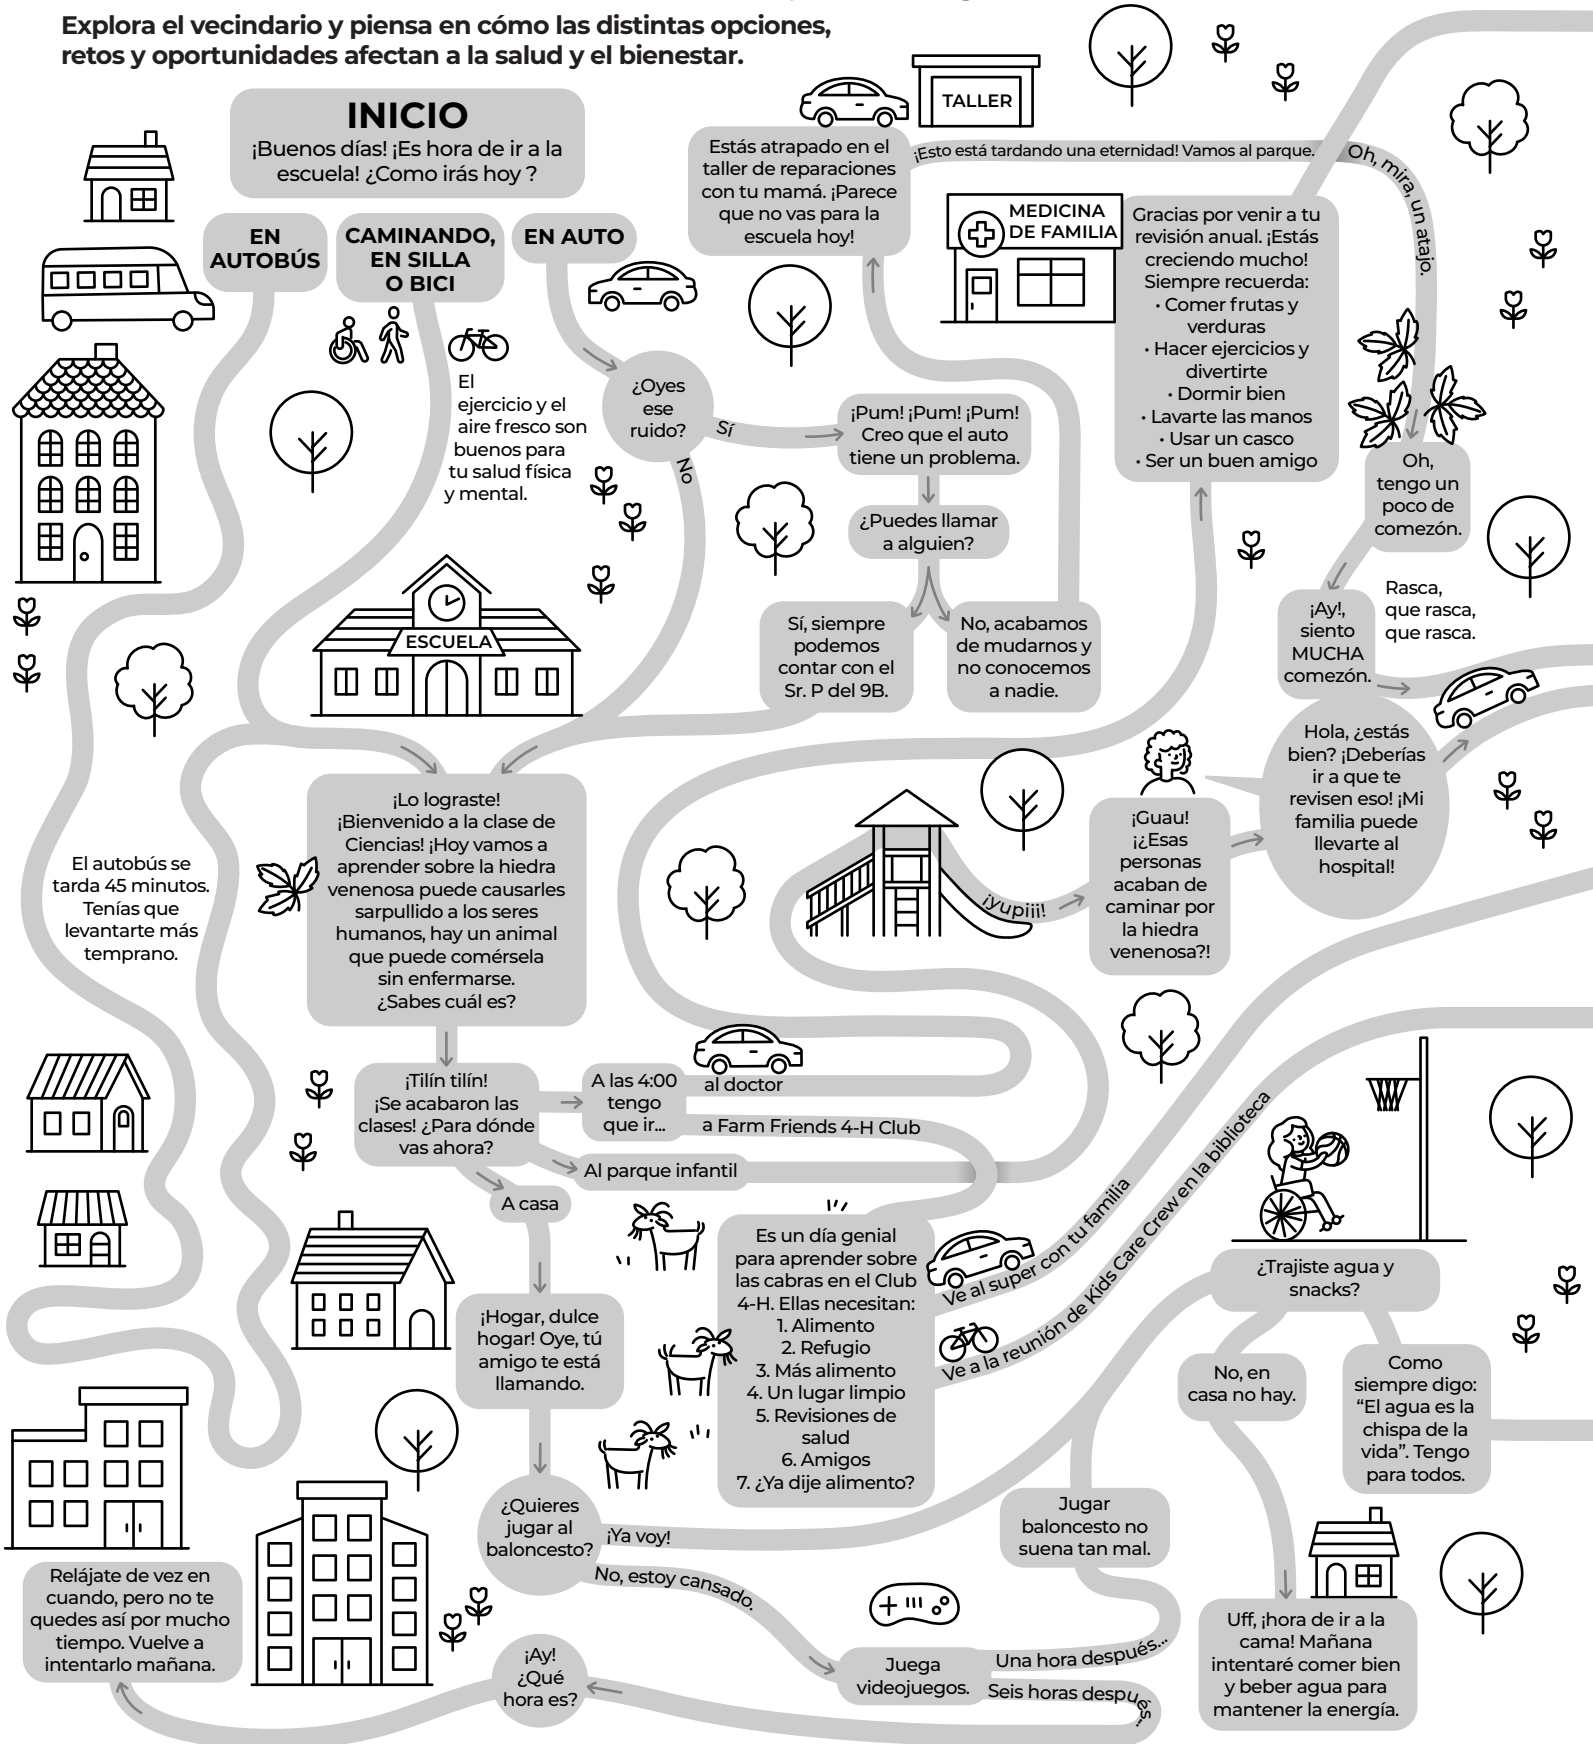 Explora el vecindario y piensa en cómo las distintas opciones,
retos y oportunidades afectan a la salud y el bienestar.
INICIO
¡Buenos días! ¡Es hora de ir a la
escuela! ¿Como irás hoy ?
EN
AUTOBÚS
CAMINANDO,
EN SILLA
O BICI
EN AUTO
El
ejercicio y el
aire fresco son
buenos para
tu salud física
y mental.
¿Oyes
ese
ruido?
Sí
No
¡Pum! ¡Pum! ¡Pum!
Creo que el auto
tiene un problema.
¿Puedes llamar
a alguien?
Sí, siempre
podemos
contar con el
Sr. P del 9B.
No, acabamos
de mudarnos y
no conocemos
a nadie.
TALLER
Estás atrapado en el
taller de reparaciones
con tu mamá. ¡Parece
que no vas para la
escuela hoy!
¡Esto está tardando una eternidad! Vamos al parque.
Oh, mira, un atajo.
MEDICINA
DE FAMILIA
Gracias por venir a tu
revisión anual. ¡Estás
creciendo mucho!
Siempre recuerda:
• Comer frutas y
verduras
• Hacer ejercicios y
divertirte
• Dormir bien
• Lavarte las manos
• Usar un casco
• Ser un buen amigo
Oh,
tengo un
poco de
comezón.
Rasca,
que rasca,
que rasca.
¡Ay!,
siento
MUCHA
comezón.
Hola, ¿estás
bien? ¡Deberías
ir a que te
revisen eso! ¡Mi
familia puede
llevarte al
hospital!
¡Guau!
¡¿Esas
personas
acaban de
caminar por
la hiedra
venenosa?!
¡yupiii!
ESCUELA
¡Lo lograste!
¡Bienvenido a la clase de
Ciencias! ¡Hoy vamos a
aprender sobre la hiedra
venenosa puede causarles
sarpullido a los seres
humanos, hay un animal
que puede comérsela
sin enfermarse.
¿Sabes cuál es?
El autobús se
tarda 45 minutos.
Tenías que
levantarte más
temprano.
¡Tilín tilín!
¡Se acabaron las
clases! ¿Para dónde
vas ahora?
A las 4:00
tengo
que ir...
al doctor
a Farm Friends 4-H Club
Al parque infantil
A casa
¡Hogar, dulce
hogar! Oye, tú
amigo te está
llamando.
Es un día genial
para aprender sobre
las cabras en el Club
4-H. Ellas necesitan:
1. Alimento
2. Refugio
3. Más alimento
4. Un lugar limpio
5. Revisiones de
salud
6. Amigos
7. ¿Ya dije alimento?
Ve al super con tu familia
Ve a la reunión de Kids Care Crew en la biblioteca
¿Trajiste agua y
snacks?
No, en
casa no hay.
Como
siempre digo:
“El agua es la
chispa de la
vida”. Tengo
para todos.
¿Quieres
jugar al
baloncesto?
¡Ya voy!
No, estoy cansado.
Jugar
baloncesto no
suena tan mal.
Juega
videojuegos.
Una hora después...
Seis horas después...
¡Ay!
¿Qué
hora es?
Relájate de vez en
cuando, pero no te
quedes así por mucho
tiempo. Vuelve a
intentarlo mañana.
Uff, ¡hora de ir a la
cama! Mañana
intentaré comer bien
y beber agua para
mantener la energía.